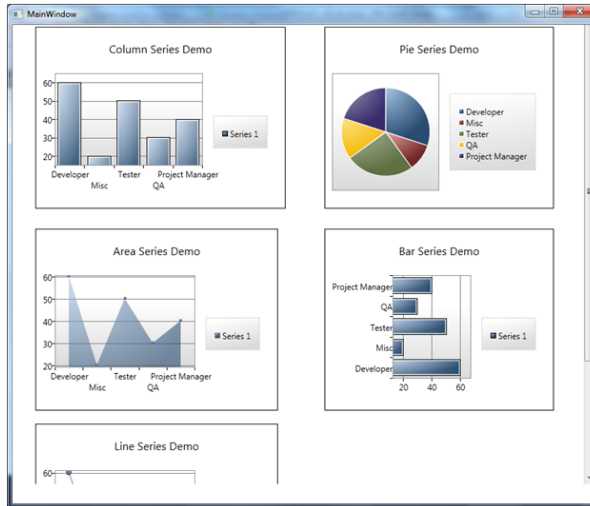 MainWindow
Column Series Demo
60
50
40
30
20
Developer
Misc
Tester
QA
Project Manager
Series 1
Pie Series Demo
Developer
Misc
Tester
QA
Project Manager
Area Series Demo
60
50
40
30
20
Developer
Misc
Tester
QA
Project Manager
Series 1
Bar Series Demo
Project Manager
QA
Tester
Misc
Developer
20 40 60
Series 1
Line Series Demo
60